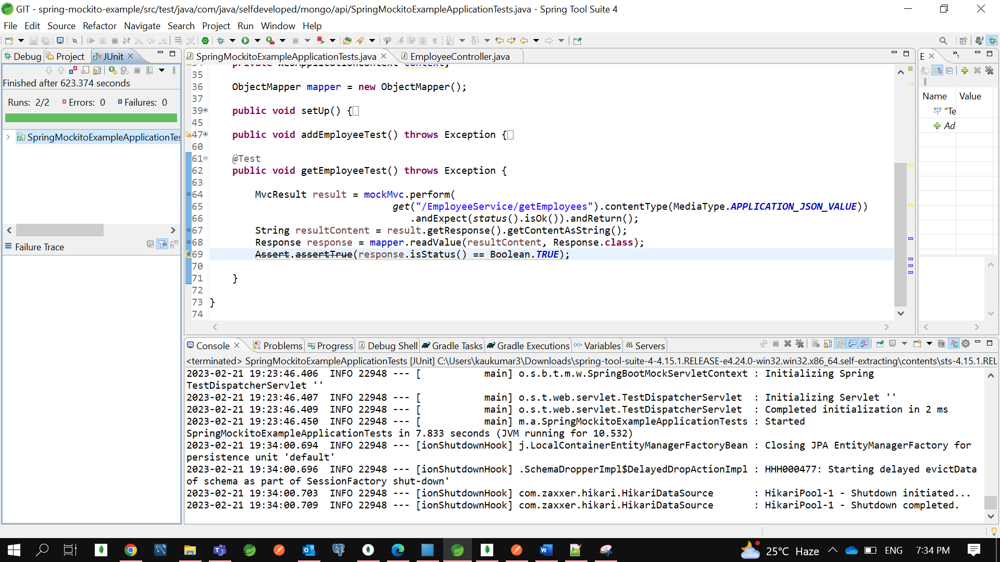 GIT - spring-mockito-example/src/test/java/com/java/selfdeveloped/mongo/api/SpringMockitoExampleApplicationTests.java - Spring Tool Suite 4
File Edit Source Refactor Navigate Search Project Run Window Help
Debug Project JUnit
Finished after 623.374 seconds
Runs: 2/2 Errors: 0 Failures: 0
SpringMockitoExampleApplicationTes
Failure Trace
SpringMockitoExampleApplicationTests.java EmployeeController.java
35
36 ObjectMapper mapper = new ObjectMapper();
37
39 public void setUp() {
45
47 public void addEmployeeTest() throws Exception {
60
61 @Test
62 public void getEmployeeTest() throws Exception {
63
64 MvcResult result = mockMvc.perform(
65 get("/EmployeeService/getEmployees").contentType(MediaType.APPLICATION_JSON_VALUE))
66 .andExpect(status().isOk()).andReturn();
67 String resultContent = result.getResponse().getContentAsString();
68 Response response = mapper.readValue(resultContent, Response.class);
69 Assert.assertTrue(response.isStatus() == Boolean.TRUE);
70
71 }
72
73 }
74
E
Name Value
"Te
Ad
Console Problems Progress Debug Shell Gradle Tasks Gradle Executions Variables Servers
<terminated> SpringMockitoExampleApplicationTests [JUnit] C:\Users\kaukumar3\Downloads\spring-tool-suite-4-4.15.1.RELEASE-e4.24.0-win32.win32.x86_64.self-extracting\contents\sts-4.15.1.REL
2023-02-21 19:23:46.406 INFO 22948 --- [ main] o.s.b.t.m.w.SpringBootMockServletContext : Initializing Spring
TestDispatcherServlet ''
2023-02-21 19:23:46.407 INFO 22948 --- [ main] o.s.t.web.servlet.TestDispatcherServlet : Initializing Servlet ''
2023-02-21 19:23:46.409 INFO 22948 --- [ main] o.s.t.web.servlet.TestDispatcherServlet : Completed initialization in 2 ms
2023-02-21 19:23:46.450 INFO 22948 --- [ main] m.a.SpringMockitoExampleApplicationTests : Started
SpringMockitoExampleApplicationTests in 7.833 seconds (JVM running for 10.532)
2023-02-21 19:34:00.694 INFO 22948 --- [ionShutdownHook] j.LocalContainerEntityManagerFactoryBean : Closing JPA EntityManagerFactory for
persistence unit 'default'
2023-02-21 19:34:00.696 INFO 22948 --- [ionShutdownHook] .SchemaDropperImpl$DelayedDropActionImpl : HHH000477: Starting delayed evictData
of schema as part of SessionFactory shut-down'
2023-02-21 19:34:00.703 INFO 22948 --- [ionShutdownHook] com.zaxxer.hikari.HikariDataSource : HikariPool-1 - Shutdown initiated...
2023-02-21 19:34:00.709 INFO 22948 --- [ionShutdownHook] com.zaxxer.hikari.HikariDataSource : HikariPool-1 - Shutdown completed.
25°C Haze ENG 7:34 PM